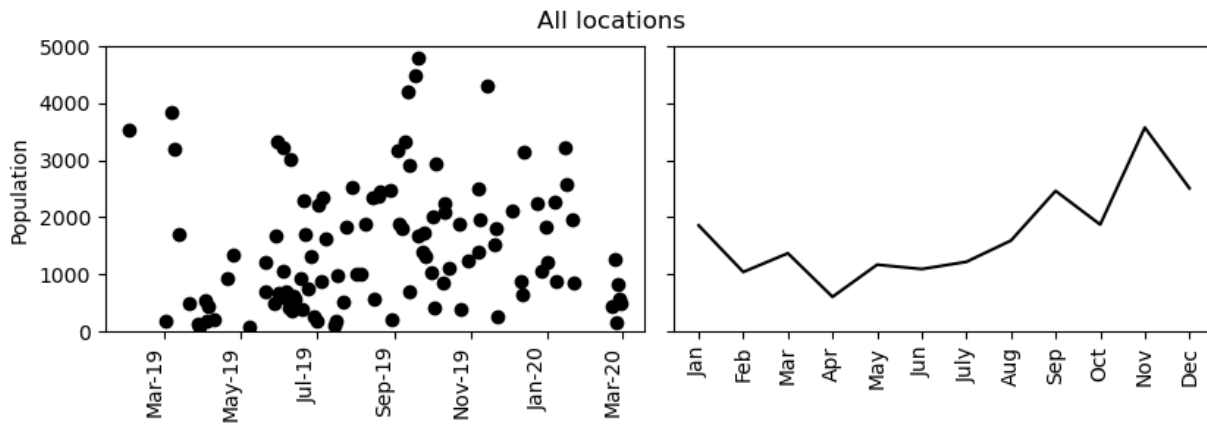 All locations
Population
5000
4000
3000
2000
1000
0
Mar-19
May-19
Jul-19
Sep-19
Nov-19
Jan-20
Mar-20
Jan
Feb
Mar
Apr
May
Jun
July
Aug
Sep
Oct
Nov
Dec